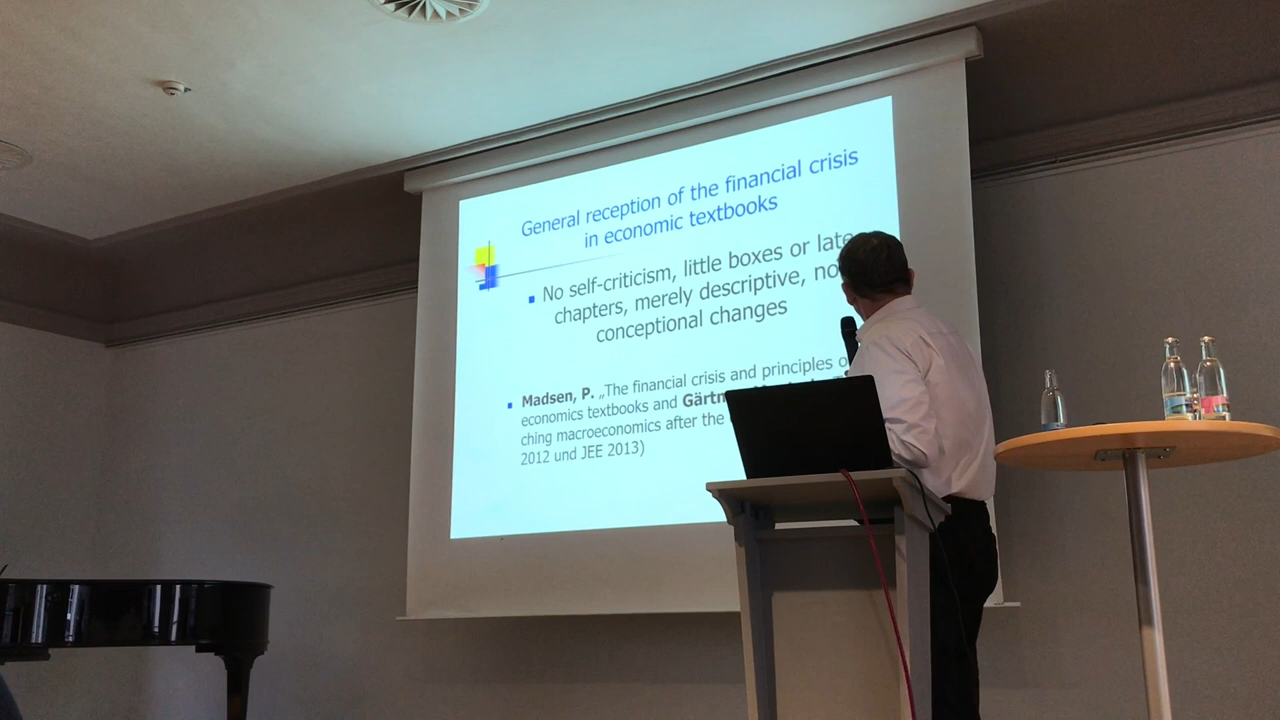 General reception of the financial crisis
in economic textbooks
No self-criticism, little boxes or late
chapters, merely descriptive, no
conceptual changes
Madsen, P. „The financial crisis and principles
economics textbooks and
ching macroeconomics after the
2012 und JEE 2013)